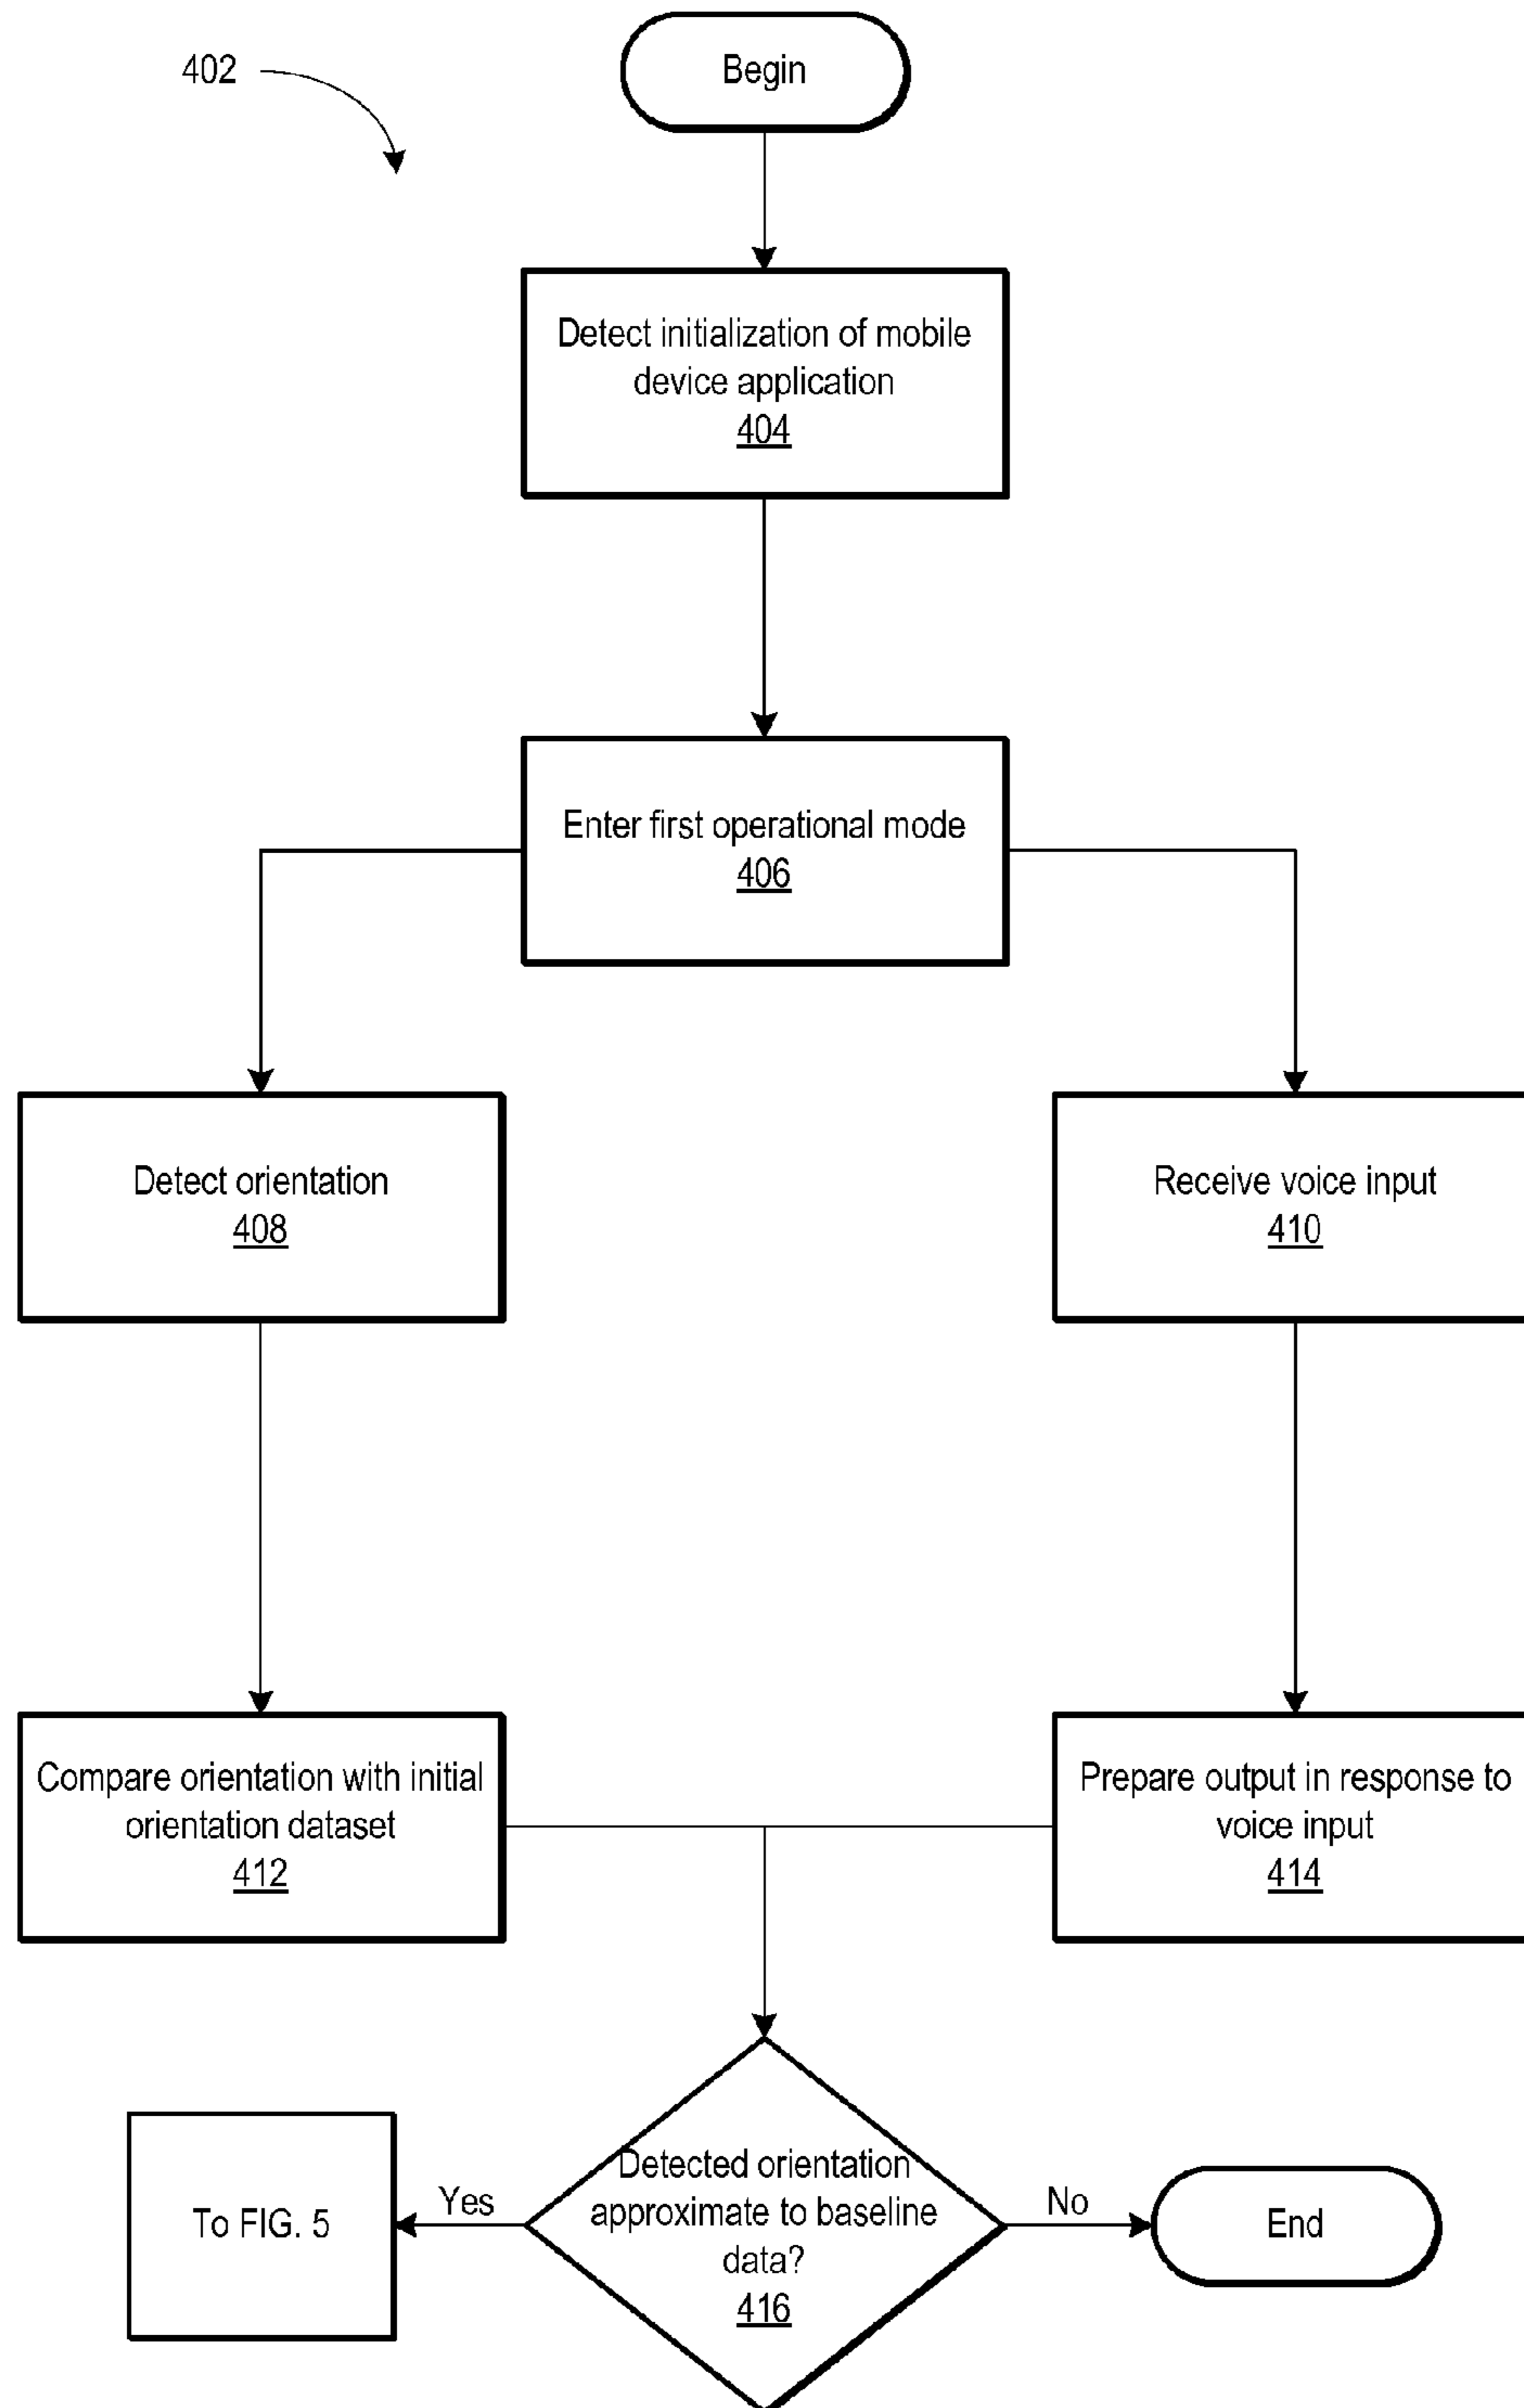 402
Begin
Detect initialization of mobile
device application
404
Enter first operational mode
406
Detect orientation
408
Receive voice input
410
Compare orientation with initial
orientation dataset
412
Prepare output in response to
voice input
414
To FIG. 5
Yes
Detected orientation
approximate to baseline
data?
416
No
End